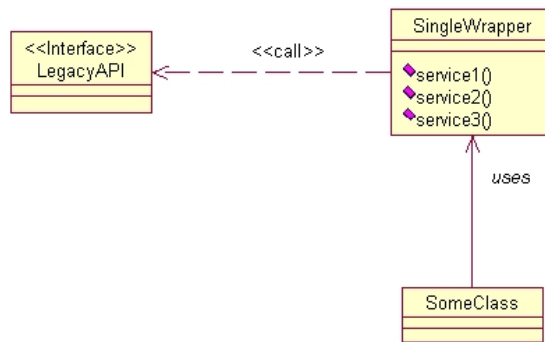 <<Interface>>
LegacyAPI
<<call>>
SingleWrapper
service1()
service2()
service3()
uses
SomeClass